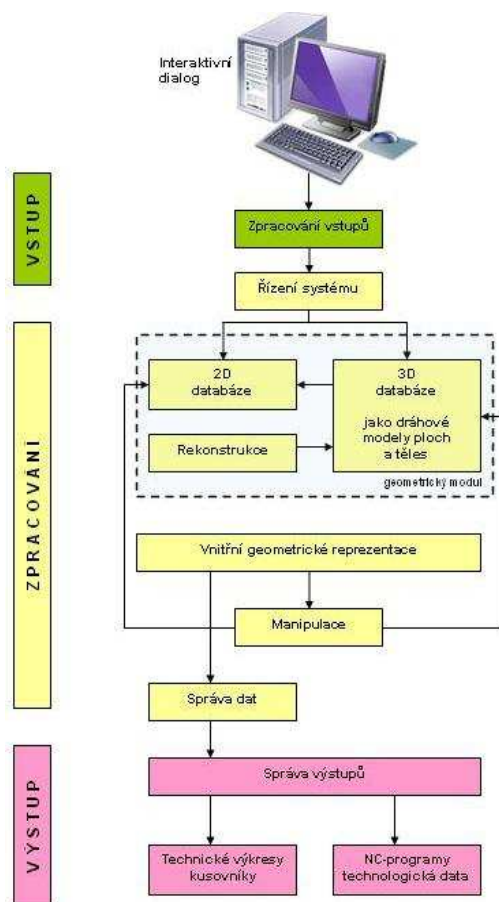 Interaktivní
dialog
VSTUP
Zpracování vstupů
Řízení systému
ZPRACOVÁNÍ
2D
databáze
3D
databáze
jako dráhové
modely ploch
a těles
Rekonstrukce
geometrický modul
Vnitřní geometrické reprezentace
Manipulace
Správa dat
VÝSTUP
Správa výstupů
Technické výkresy
kusovníky
NC-programy
technologická data